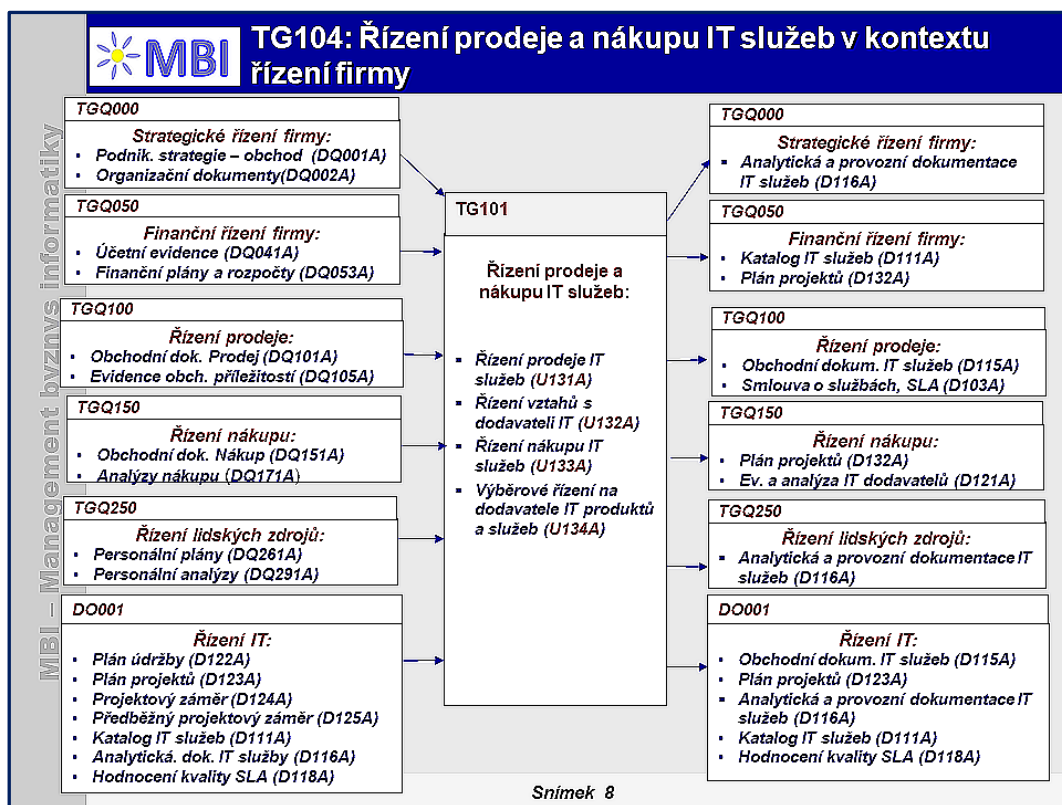 MBI
TG104: Řízení prodeje a nákupu IT služeb v kontextu
řízení firmy
MBI – Management byznys informatiky
TGQ000
Strategické řízení firmy:
▪ Podnik. strategie – obchod (DQ001A)
▪ Organizační dokumenty(DQ002A)
TGQ050
Finanční řízení firmy:
▪ Účetní evidence (DQ041A)
▪ Finanční plány a rozpočty (DQ053A)
TGQ100
Řízení prodeje:
▪ Obchodní dok. Prodej (DQ101A)
▪ Evidence obch. příležitostí (DQ105A)
TGQ150
Řízení nákupu:
▪ Obchodní dok. Nákup (DQ151A)
▪ Analýzy nákupu (DQ171A)
TGQ250
Řízení lidských zdrojů:
▪ Personální plány (DQ261A)
▪ Personální analýzy (DQ291A)
DO001
Řízení IT:
▪ Plán údržby (D122A)
▪ Plán projektů (D123A)
▪ Projektový záměr (D124A)
▪ Předběžný projektový záměr (D125A)
▪ Katalog IT služeb (D111A)
▪ Analytická. dok. IT služby (D116A)
▪ Hodnocení kvality SLA (D118A)
TG101
Řízení prodeje a
nákupu IT služeb:
▪ Řízení prodeje IT
služeb (U131A)
▪ Řízení vztahů s
dodavateli IT (U132A)
▪ Řízení nákupu IT
služeb (U133A)
▪ Výběrové řízení na
dodavatele IT produktů
a služeb (U134A)
TGQ000
Strategické řízení firmy:
▪ Analytická a provozní dokumentace
IT služeb (D116A)
TGQ050
Finanční řízení firmy:
▪ Katalog IT služeb (D111A)
▪ Plán projektů (D132A)
TGQ100
Řízení prodeje:
▪ Obchodní dokum. IT služeb (D115A)
▪ Smlouva o službách, SLA (D103A)
TGQ150
Řízení nákupu:
▪ Plán projektů (D132A)
▪ Ev. a analýza IT dodavatelů (D121A)
TGQ250
Řízení lidských zdrojů:
▪ Analytická a provozní dokumentace IT
služeb (D116A)
DO001
Řízení IT:
▪ Obchodní dokum. IT služeb (D115A)
▪ Plán projektů (D123A)
▪ Analytická a provozní dokumentace IT
služeb (D116A)
▪ Katalog IT služeb (D111A)
▪ Hodnocení kvality SLA (D118A)
Snímek 8